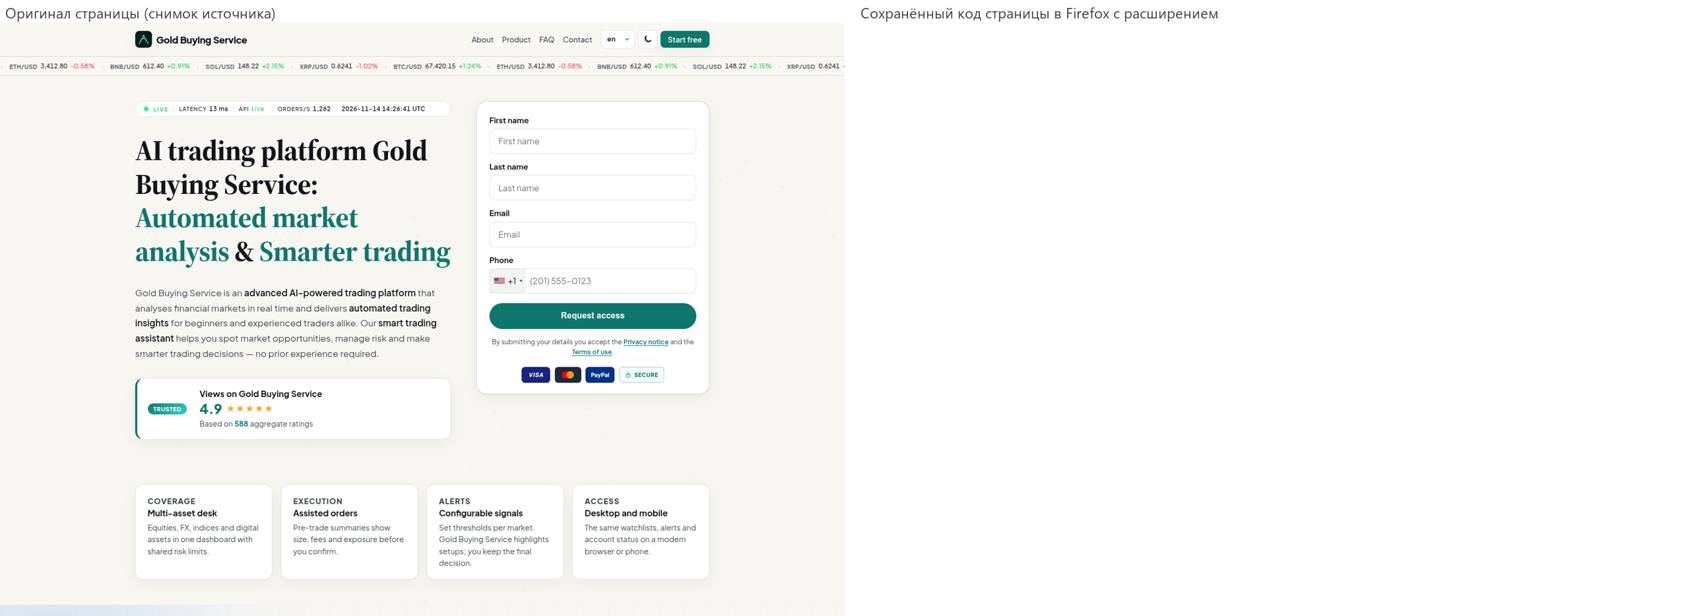 Оригинал страницы (снимок источника)
Сохранённый код страницы в Firefox с расширением
Gold Buying Service
About Product FAQ Contact en Start free
ETH/USD 3,412.80 -0.58% · BNB/USD 612.40 +0.91% · SOL/USD 148.22 +2.15% · XRP/USD 0.6241 -1.02% · BTC/USD 67,420.15 +1.24% · ETH/USD 3,412.80 -0.58% · BNB/USD 612.40 +0.91% · SOL/USD 148.22 +2.15% · XRP/USD 0.6241
LIVE LATENCY 13 ms API Live ORDERS/S 1,262 2026-11-14 14:26:41 UTC
AI trading platform Gold
Buying Service:
Automated market
analysis & Smarter trading
Gold Buying Service is an advanced AI-powered trading platform that
analyses financial markets in real time and delivers automated trading
insights for beginners and experienced traders alike. Our smart trading
assistant helps you spot market opportunities, manage risk and make
smarter trading decisions — no prior experience required.
TRUSTED
Views on Gold Buying Service
4.9 ★★★★★
Based on 588 aggregate ratings
First name
First name
Last name
Last name
Email
Email
Phone
+1 (201) 555-0123
Request access
By submitting your details you accept the Privacy notice and the
Terms of use.
VISA PayPal SECURE
COVERAGE
Multi-asset desk
Equities, FX, indices and digital
assets in one dashboard with
shared risk limits.
EXECUTION
Assisted orders
Pre-trade summaries show
size, fees and exposure before
you confirm.
ALERTS
Configurable signals
Set thresholds per market.
Gold Buying Service highlights
setups; you keep the final
decision.
ACCESS
Desktop and mobile
The same watchlists, alerts and
account status on a modern
browser or phone.